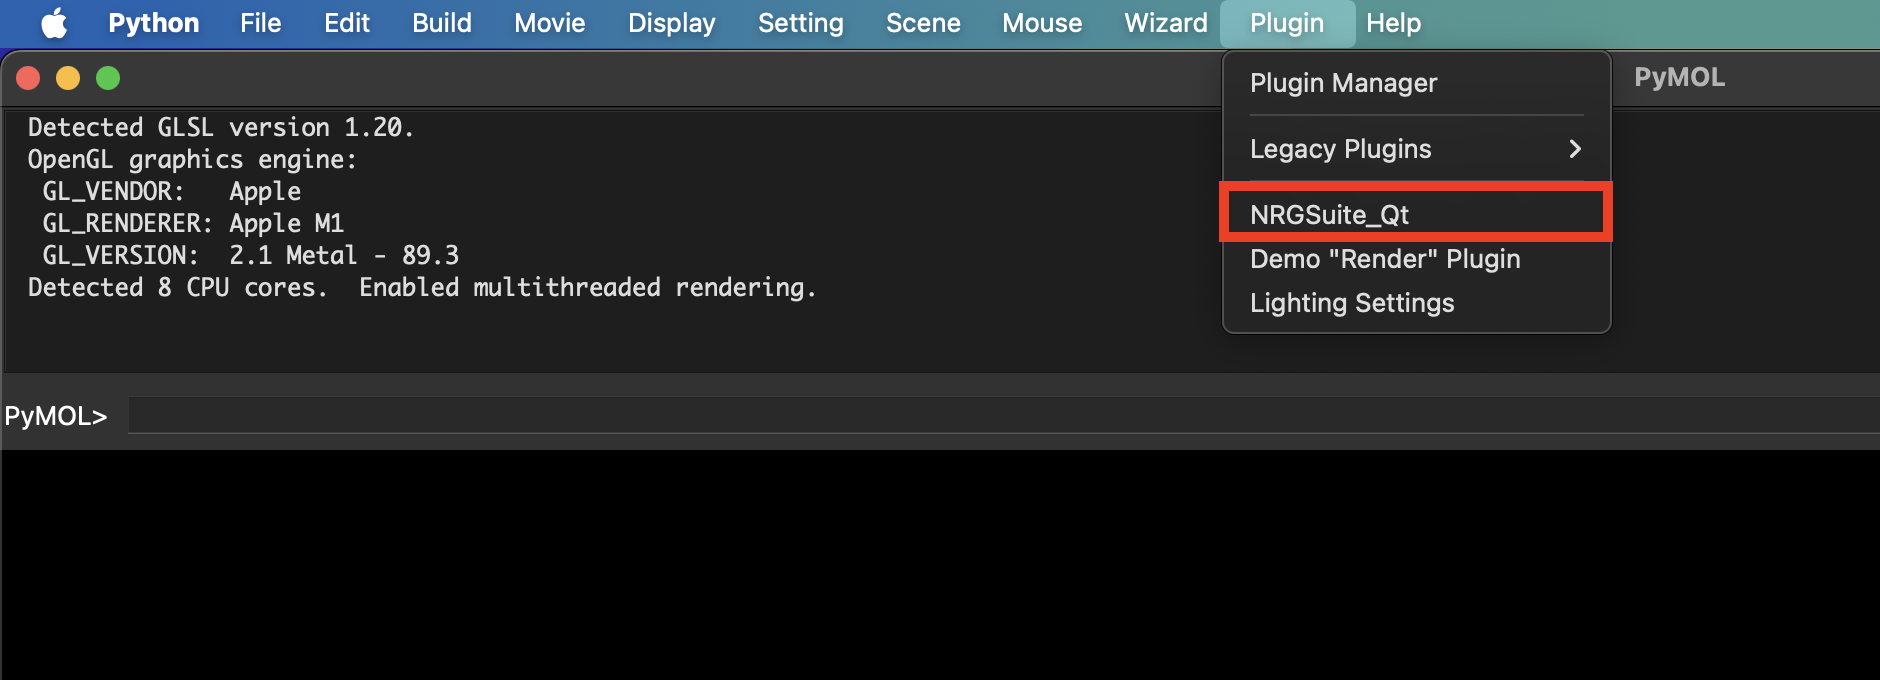 Python File Edit Build Movie Display Setting Scene Mouse Wizard Plugin Help
PyMOL
Plugin Manager
Legacy Plugins
NRGSuite_Qt
Demo "Render" Plugin
Lighting Settings
Detected GLSL version 1.20.
OpenGL graphics engine:
GL_VENDOR: Apple
GL_RENDERER: Apple M1
GL_VERSION: 2.1 Metal - 89.3
Detected 8 CPU cores. Enabled multithreaded rendering.
PyMOL>